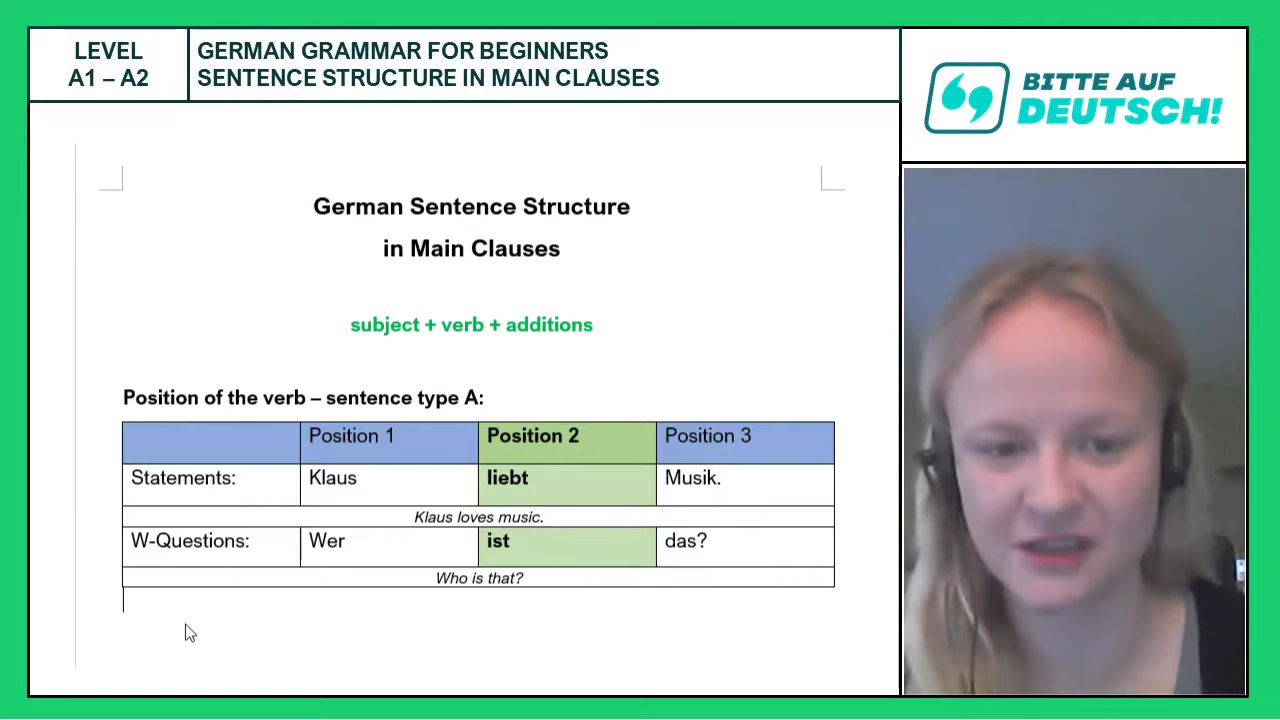 LEVEL
A1 – A2
GERMAN GRAMMAR FOR BEGINNERS
SENTENCE STRUCTURE IN MAIN CLAUSES
BITTE AUF
DEUTSCH!
German Sentence Structure
in Main Clauses
subject + verb + additions
Position of the verb – sentence type A:
Position 1 Position 2 Position 3
Statements: Klaus liebt Musik.
Klaus loves music.
W-Questions: Wer ist das?
Who is that?